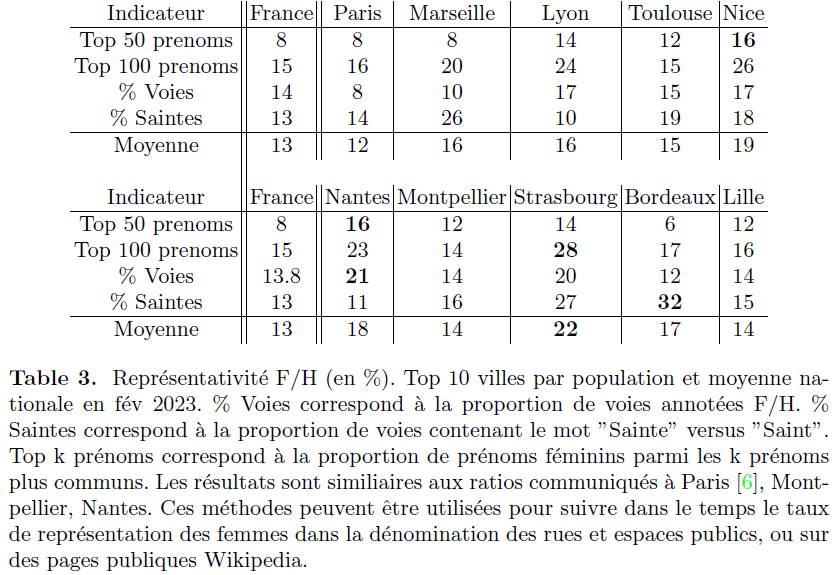 Indicateur France Paris Marseille Lyon Toulouse Nice
Top 50 prenoms 8 8 8 14 12 16
Top 100 prenoms 15 16 20 24 15 26
% Voies 14 8 10 17 15 17
% Saintes 13 14 26 10 19 18
Moyenne 13 12 16 16 15 19
Indicateur France Nantes Montpellier Strasbourg Bordeaux Lille
Top 50 prenoms 8 16 12 14 6 12
Top 100 prenoms 15 23 14 28 17 16
% Voies 13.8 21 14 20 12 14
% Saintes 13 11 16 27 32 15
Moyenne 13 18 14 22 17 14
Table 3. Représentativité F/H (en %). Top 10 villes par population et moyenne na-
tionale en fév 2023. % Voies correspond à la proportion de voies annotées F/H. %
Saintes correspond à la proportion de voies contenant le mot ”Sainte” versus ”Saint”.
Top k prénoms correspond à la proportion de prénoms féminins parmi les k prénoms
plus communs. Les résultats sont similiaires aux ratios communiqués à Paris [6], Mont-
pellier, Nantes. Ces méthodes peuvent être utilisées pour suivre dans le temps le taux
de représentation des femmes dans la dénomination des rues et espaces publics, ou sur
des pages publiques Wikipedia.